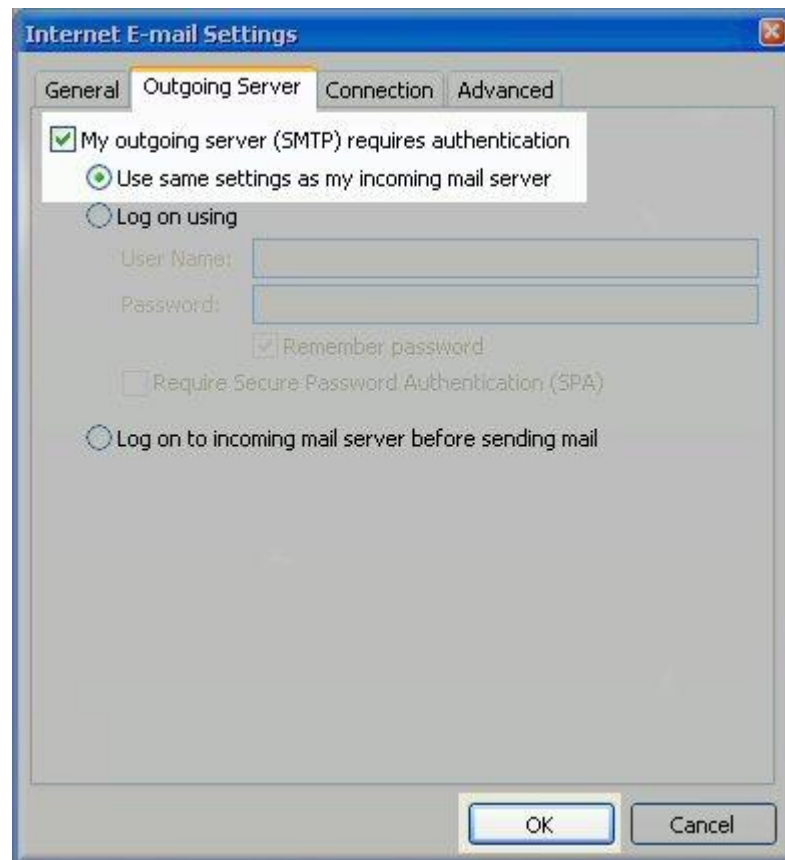 Internet E-mail Settings
General Outgoing Server Connection Advanced
My outgoing server (SMTP) requires authentication
Use same settings as my incoming mail server
Log on using
User Name:
Password:
Remember password
Require Secure Password Authentication (SPA)
Log on to incoming mail server before sending mail
OK Cancel